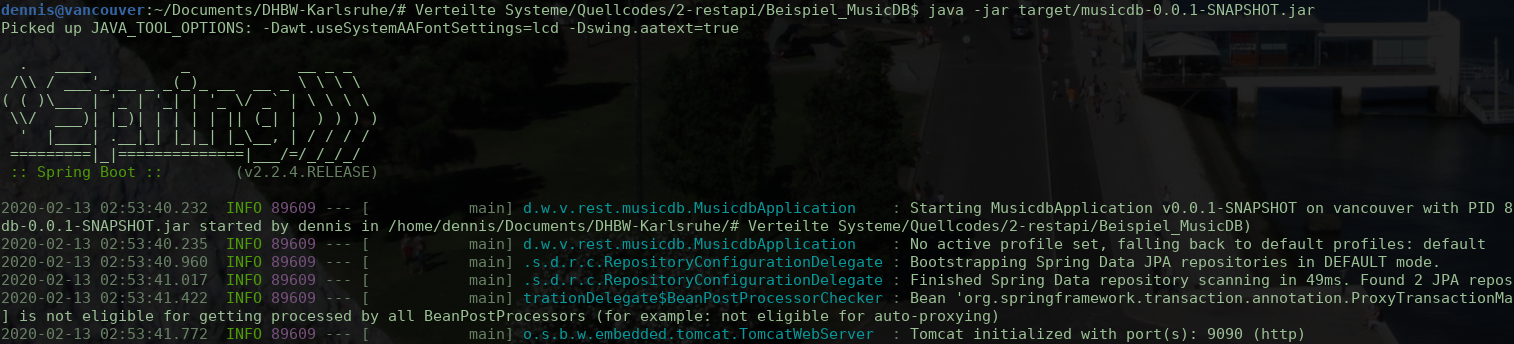 dennis@vancouver:~/Documents/DHBW-Karlsruhe/# Verteilte Systeme/Quellcodes/2-restapi/Beispiel_MusicDB$ java -jar target/musicdb-0.0.1-SNAPSHOT.jar
Picked up JAVA_TOOL_OPTIONS: -Dawt.useSystemAAFontSettings=lcd -Dswing.aatext=true
  .   ____          _            __ _ _
 /\\ / ___'_ __ _ _(_)_ __  __ _ \ \ \ \
( ( )\___ | '_ | '_| | '_ \/ _` | \ \ \ \
 \\/  ___)| |_)| | | | | || (_| |  ) ) ) )
  '  |____| .__|_| |_|_| |_\__, | / / / /
 =========|_|==============|___/=/_/_/_/
 :: Spring Boot ::        (v2.2.4.RELEASE)
2020-02-13 02:53:40.232  INFO 89609 --- [           main] d.w.v.rest.musicdb.MusicdbApplication    : Starting MusicdbApplication v0.0.1-SNAPSHOT on vancouver with PID 8
db-0.0.1-SNAPSHOT.jar started by dennis in /home/dennis/Documents/DHBW-Karlsruhe/# Verteilte Systeme/Quellcodes/2-restapi/Beispiel_MusicDB)
2020-02-13 02:53:40.235  INFO 89609 --- [           main] d.w.v.rest.musicdb.MusicdbApplication    : No active profile set, falling back to default profiles: default
2020-02-13 02:53:40.960  INFO 89609 --- [           main] .s.d.r.c.RepositoryConfigurationDelegate : Bootstrapping Spring Data JPA repositories in DEFAULT mode.
2020-02-13 02:53:41.017  INFO 89609 --- [           main] .s.d.r.c.RepositoryConfigurationDelegate : Finished Spring Data repository scanning in 49ms. Found 2 JPA repos
2020-02-13 02:53:41.422  INFO 89609 --- [           main] trationDelegate$BeanPostProcessorChecker : Bean 'org.springframework.transaction.annotation.ProxyTransactionMa
] is not eligible for getting processed by all BeanPostProcessors (for example: not eligible for auto-proxying)
2020-02-13 02:53:41.772  INFO 89609 --- [           main] o.s.b.w.embedded.tomcat.TomcatWebServer  : Tomcat initialized with port(s): 9090 (http)